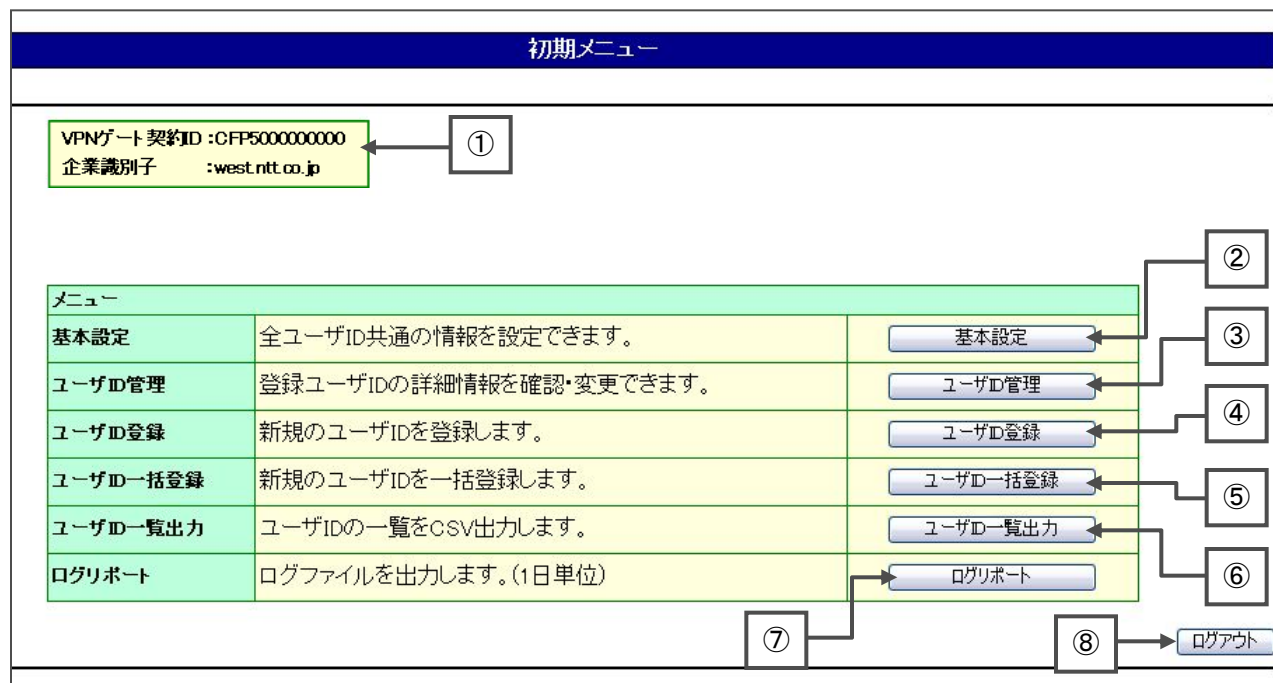 初期メニュー
VPNゲート契約ID:CFP5000000000
企業識別子 :west.ntt.co.jp
①
②
メニュー
基本設定 全ユーザID共通の情報を設定できます。 基本設定
③
ユーザID管理 登録ユーザIDの詳細情報を確認・変更できます。 ユーザID管理
④
ユーザID登録 新規のユーザIDを登録します。 ユーザID登録
ユーザID一括登録 新規のユーザIDを一括登録します。 ユーザID一括登録
⑤
ユーザID一覧出力 ユーザIDの一覧をCSV出力します。 ユーザID一覧出力
⑥
ログリポート ログファイルを出力します。(1日単位) ログリポート
⑦
⑧
ログアウト